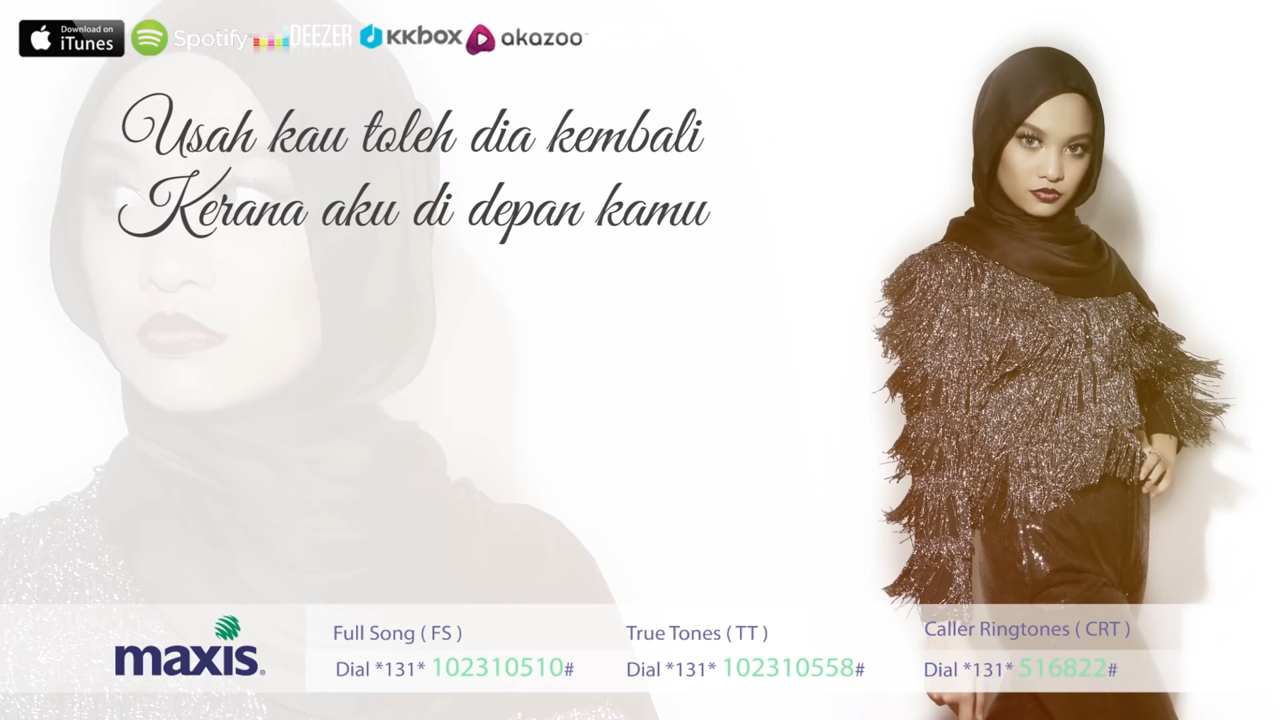 Download on
iTunes
Spotify
DEEZER
KKBOX
akazoo
Usah kau toleh dia kembali
Kerana aku di depan kamu
maxis
Full Song ( FS )
Dial *131* 102310510#
True Tones ( TT )
Dial *131* 102310558#
Caller Ringtones ( CRT )
Dial *131* 516822#